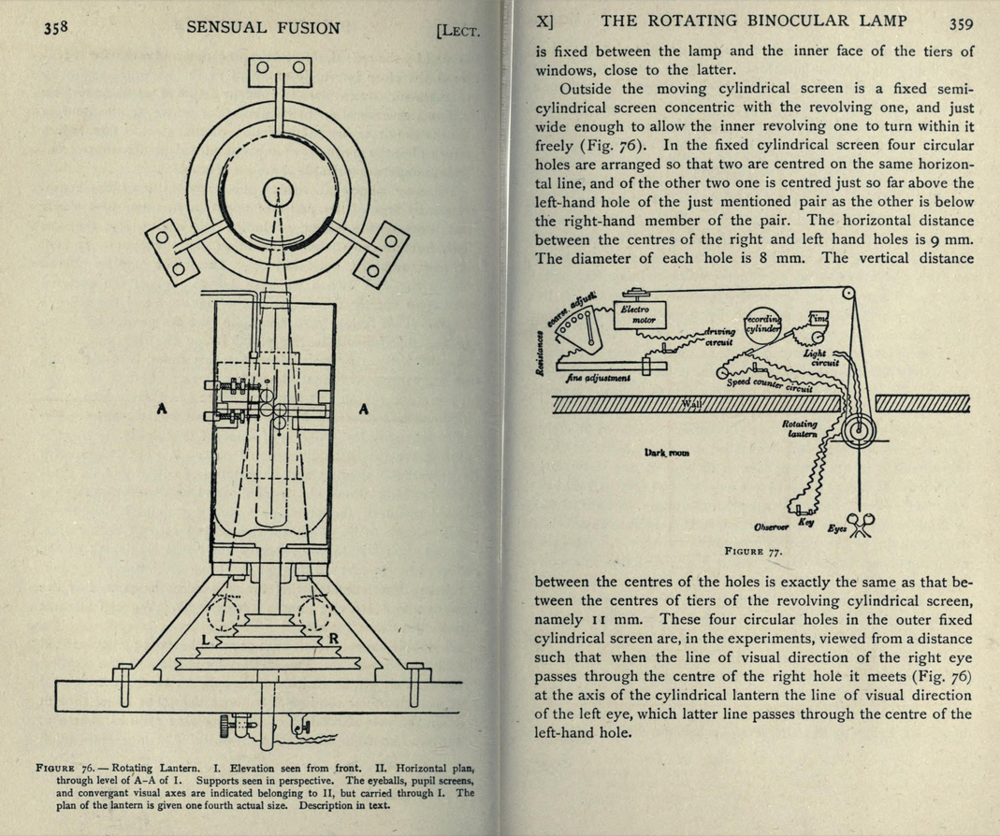 358
SENSUAL FUSION
[LECT.
A
A
L
R
FIGURE 76. — Rotating Lantern. I. Elevation seen from front. II. Horizontal plan,
through level of A-A of I. Supports seen in perspective. The eyeballs, pupil screens,
and convergant visual axes are indicated belonging to II, but carried through I. The
plan of the lantern is given one fourth actual size. Description in text.
X]
THE ROTATING BINOCULAR LAMP
359
is fixed between the lamp and the inner face of the tiers of
windows, close to the latter.
Outside the moving cylindrical screen is a fixed semi-
cylindrical screen concentric with the revolving one, and just
wide enough to allow the inner revolving one to turn within it
freely (Fig. 76). In the fixed cylindrical screen four circular
holes are arranged so that two are centred on the same horizon-
tal line, and of the other two one is centred just so far above the
left-hand hole of the just mentioned pair as the other is below
the right-hand member of the pair. The horizontal distance
between the centres of the right and left hand holes is 9 mm.
The diameter of each hole is 8 mm. The vertical distance
Resistances
coarse adjust.
Electro
motor
driving
circuit
fine adjustment
ecording
cylinder
Time
Light
circuit
Speed counter circuit
Wall
Rotating
lantern
Dark room
Observer
Key
Eyes
FIGURE 77.
between the centres of the holes is exactly the same as that be-
tween the centres of tiers of the revolving cylindrical screen,
namely 11 mm. These four circular holes in the outer fixed
cylindrical screen are, in the experiments, viewed from a distance
such that when the line of visual direction of the right eye
passes through the centre of the right hole it meets (Fig. 76)
at the axis of the cylindrical lantern the line of visual direction
of the left eye, which latter line passes through the centre of the
left-hand hole.